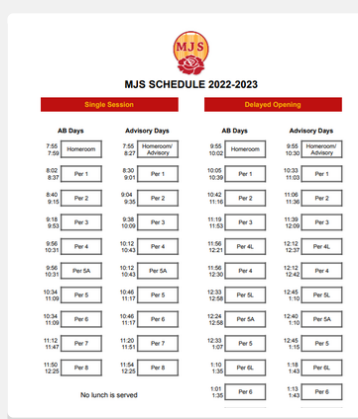 MJS
MJS SCHEDULE 2022-2023
Single Session
Delayed Opening
AB Days Advisory Days AB Days Advisory Days
7:55 7:59 Homeroom 7:55 8:27 Homeroom/ Advisory 9:55 10:02 Homeroom 9:55 10:30 Homeroom/ Advisory
8:02 8:37 Per 1 8:30 9:01 Per 1 10:05 10:39 Per 1 10:33 11:03 Per 1
8:40 9:15 Per 2 9:04 9:35 Per 2 10:42 11:16 Per 2 11:06 11:36 Per 2
9:18 9:53 Per 3 9:38 10:09 Per 3 11:19 11:53 Per 3 11:39 12:09 Per 3
9:56 10:31 Per 4 10:12 10:43 Per 4 11:56 12:21 Per 4L 12:12 12:37 Per 4L
9:56 10:31 Per 5A 10:12 10:43 Per 5A 11:56 12:30 Per 4 12:12 12:42 Per 4
10:34 11:09 Per 5 10:46 11:17 Per 5 12:33 12:58 Per 5L 12:45 1:10 Per 5L
10:34 11:09 Per 6 10:46 11:17 Per 6 12:24 12:58 Per 5A 12:40 1:10 Per 5A
11:12 11:47 Per 7 11:20 11:51 Per 7 12:33 1:07 Per 5 12:45 1:15 Per 5
11:50 12:25 Per 8 11:54 12:25 Per 8 1:10 1:35 Per 6L 1:18 1:43 Per 6L
No lunch is served
1:01 1:35 Per 6 1:13 1:43 Per 6